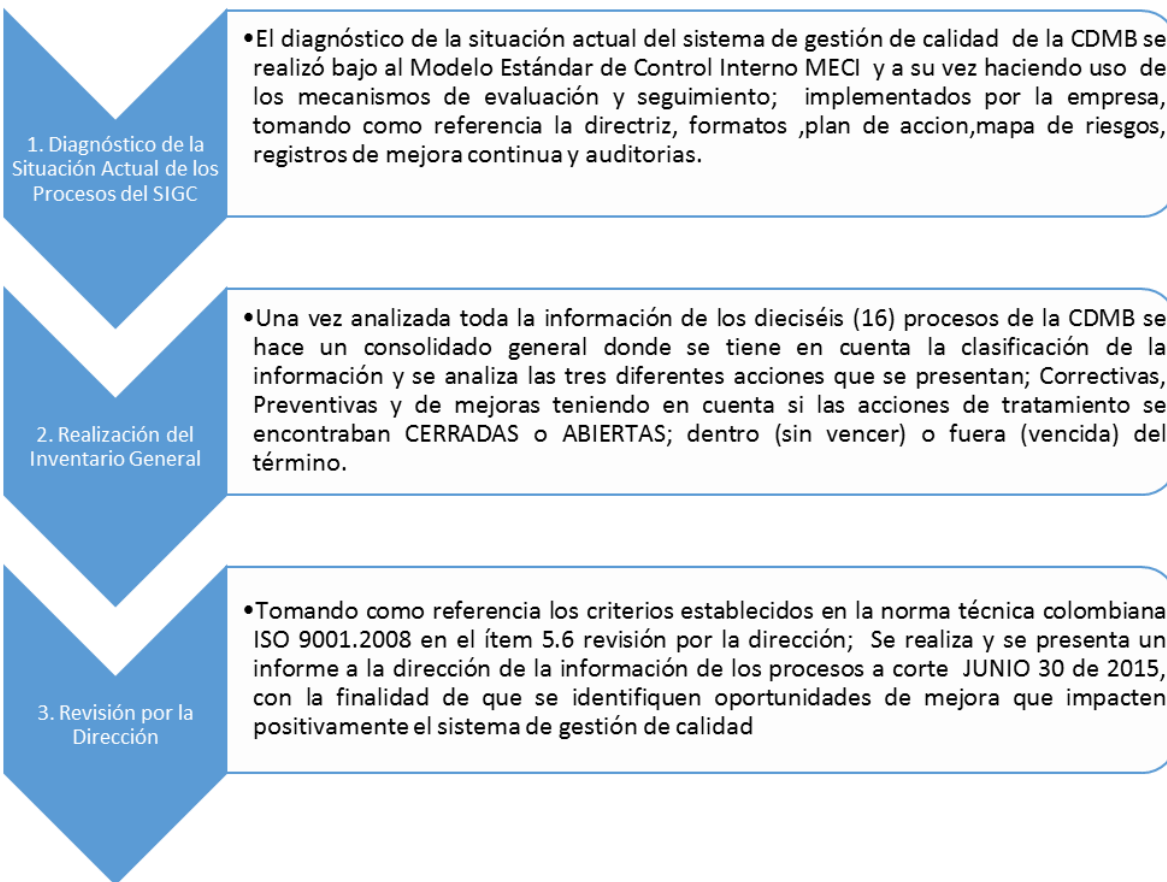 1. Diagnóstico de la
Situación Actual de los
Procesos del SIGC
•El diagnóstico de la situación actual del sistema de gestión de calidad de la CDMB se
realizó bajo al Modelo Estándar de Control Interno MECI y a su vez haciendo uso de
los mecanismos de evaluación y seguimiento; implementados por la empresa,
tomando como referencia la directriz, formatos ,plan de accion,mapa de riesgos,
registros de mejora continua y auditorias.
2. Realización del
Inventario General
•Una vez analizada toda la información de los dieciséis (16) procesos de la CDMB se
hace un consolidado general donde se tiene en cuenta la clasificación de la
información y se analiza las tres diferentes acciones que se presentan; Correctivas,
Preventivas y de mejoras teniendo en cuenta si las acciones de tratamiento se
encontraban CERRADAS o ABIERTAS; dentro (sin vencer) o fuera (vencida) del
término.
3. Revisión por la
Dirección
•Tomando como referencia los criterios establecidos en la norma técnica colombiana
ISO 9001.2008 en el ítem 5.6 revisión por la dirección; Se realiza y se presenta un
informe a la dirección de la información de los procesos a corte JUNIO 30 de 2015,
con la finalidad de que se identifiquen oportunidades de mejora que impacten
positivamente el sistema de gestión de calidad